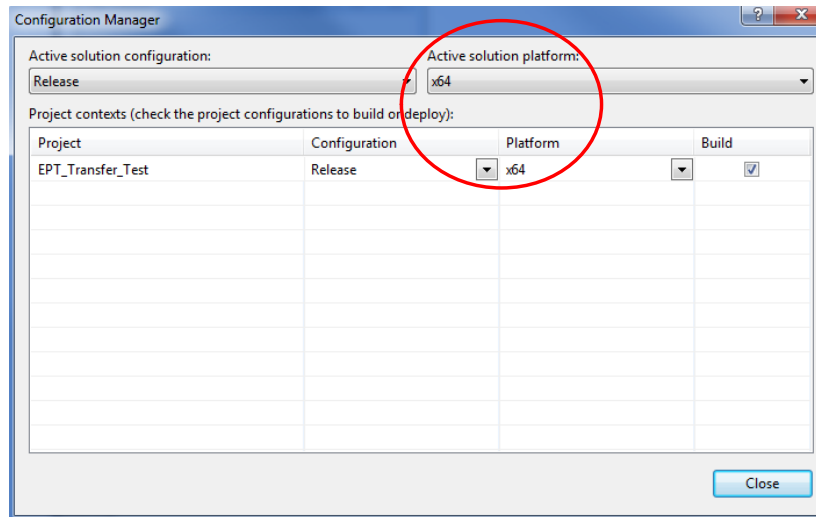 Configuration Manager
Active solution configuration: Active solution platform:
Release x64
Project contexts (check the project configurations to build or deploy):
Project Configuration Platform Build
EPT_Transfer_Test Release x64
Close